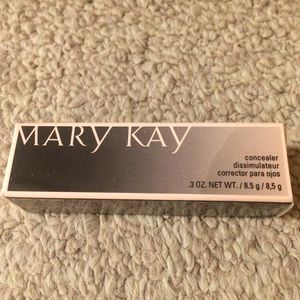 MARY KAY
concealer
dissimulateur
corrector para ojos
.3 OZ. NET WT. / 8.5 g / 8,5 g